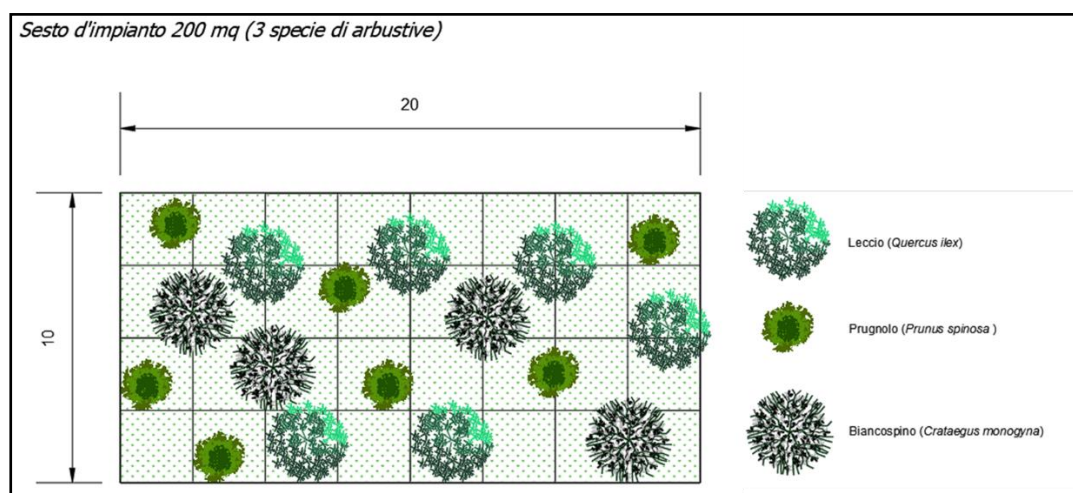 Sesto d'impianto 200 mq (3 specie di arbustive)
20
10
Leccio (Quercus ilex)
Prugnolo (Prunus spinosa )
Biancospino (Crataegus monogyna)